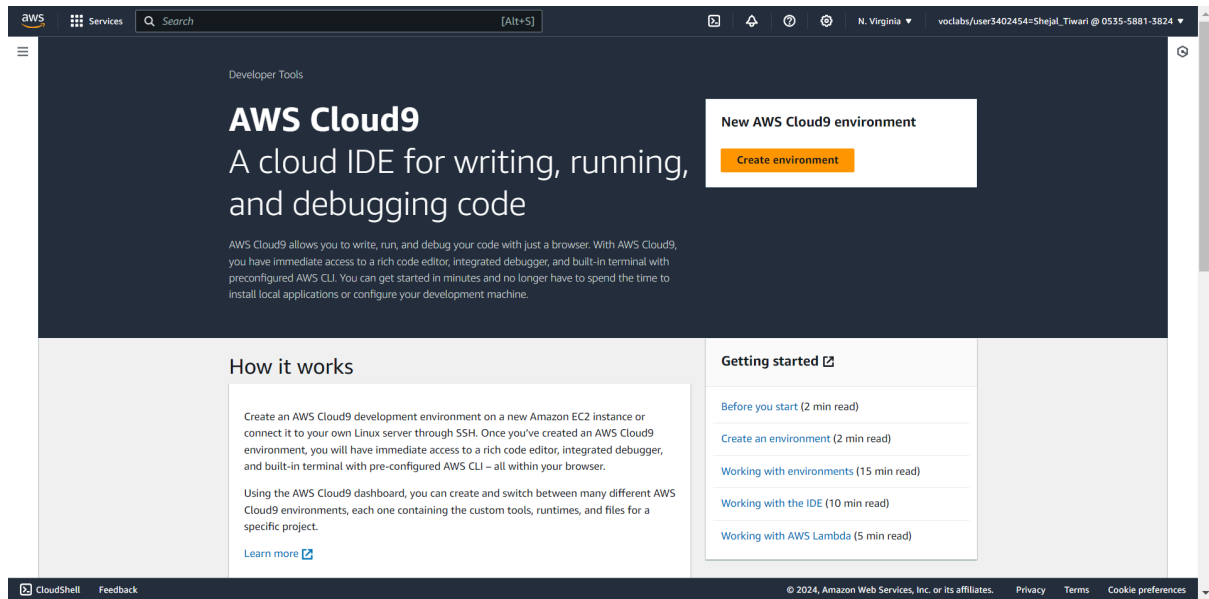 aws Services Search [Alt+S] N. Virginia ▼ voclabs/user3402454=Shejal_Tiwari @ 0535-5881-3824 ▼
Developer Tools
AWS Cloud9
A cloud IDE for writing, running,
and debugging code
AWS Cloud9 allows you to write, run, and debug your code with just a browser. With AWS Cloud9,
you have immediate access to a rich code editor, integrated debugger, and built-in terminal with
preconfigured AWS CLI. You can get started in minutes and no longer have to spend the time to
install local applications or configure your development machine.
New AWS Cloud9 environment
Create environment
How it works
Create an AWS Cloud9 development environment on a new Amazon EC2 instance or
connect it to your own Linux server through SSH. Once you've created an AWS Cloud9
environment, you will have immediate access to a rich code editor, integrated debugger,
and built-in terminal with pre-configured AWS CLI – all within your browser.
Using the AWS Cloud9 dashboard, you can create and switch between many different AWS
Cloud9 environments, each one containing the custom tools, runtimes, and files for a
specific project.
Learn more
Getting started
Before you start (2 min read)
Create an environment (2 min read)
Working with environments (15 min read)
Working with the IDE (10 min read)
Working with AWS Lambda (5 min read)
CloudShell Feedback © 2024, Amazon Web Services, Inc. or its affiliates. Privacy Terms Cookie preferences